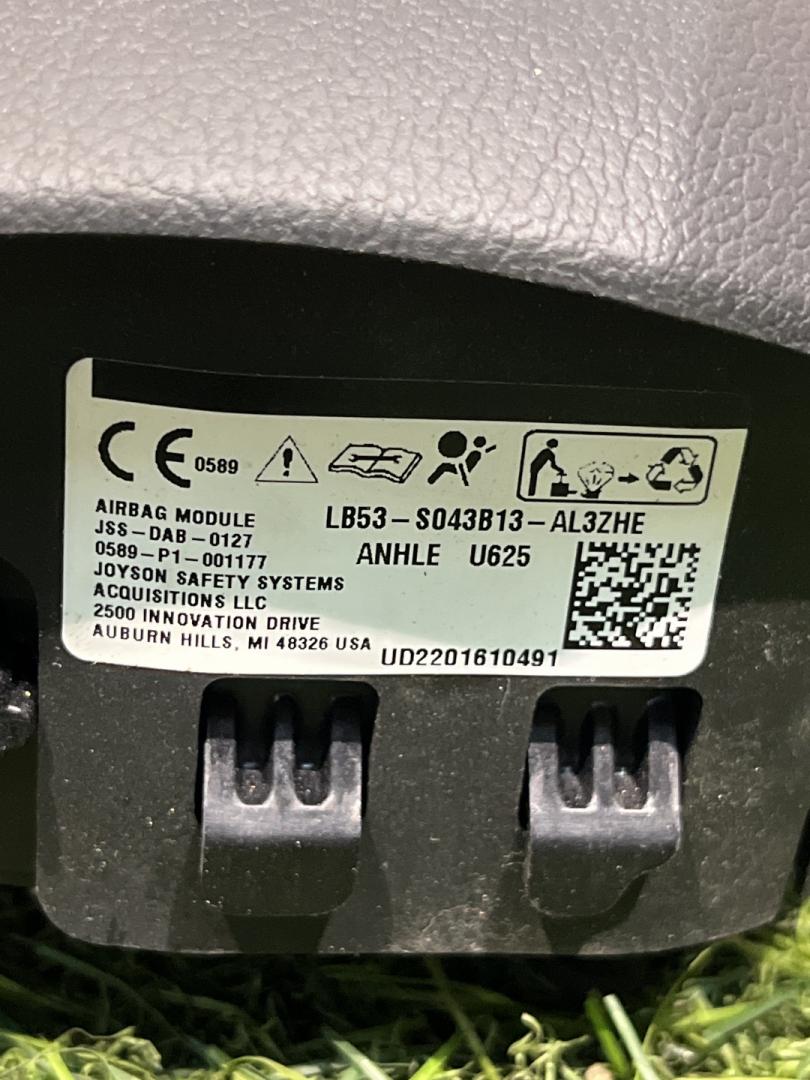 CE 0589
AIRBAG MODULE
JSS-DAB-0127
0589-P1-001177
JOYSON SAFETY SYSTEMS
ACQUISITIONS LLC
2500 INNOVATION DRIVE
AUBURN HILLS, MI 48326 USA
LB53-S043B13-AL3ZHE
ANHLE U625
UD2201610491